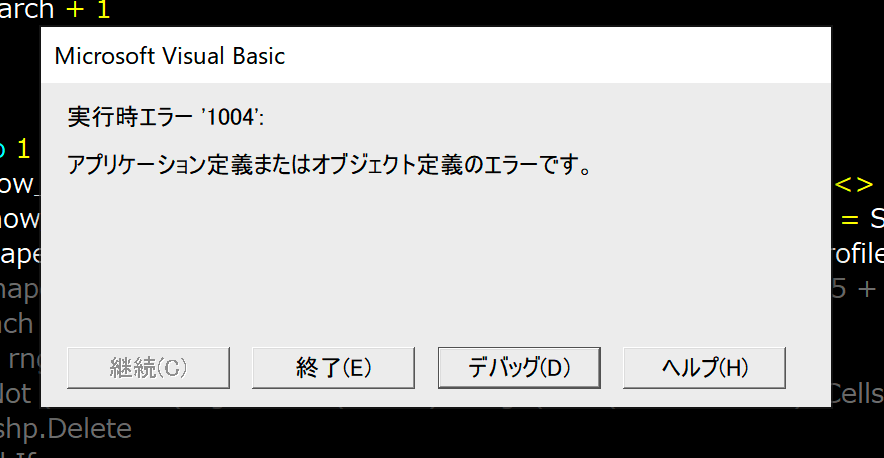 arch + 1
Microsoft Visual Basic
実行時エラー '1004':
アプリケーション定義またはオブジェクト定義のエラーです。
1
<>
= S
5 +
継続(C)
終了(E)
デバッグ(D)
ヘルプ(H)
Cells
shp.Delete